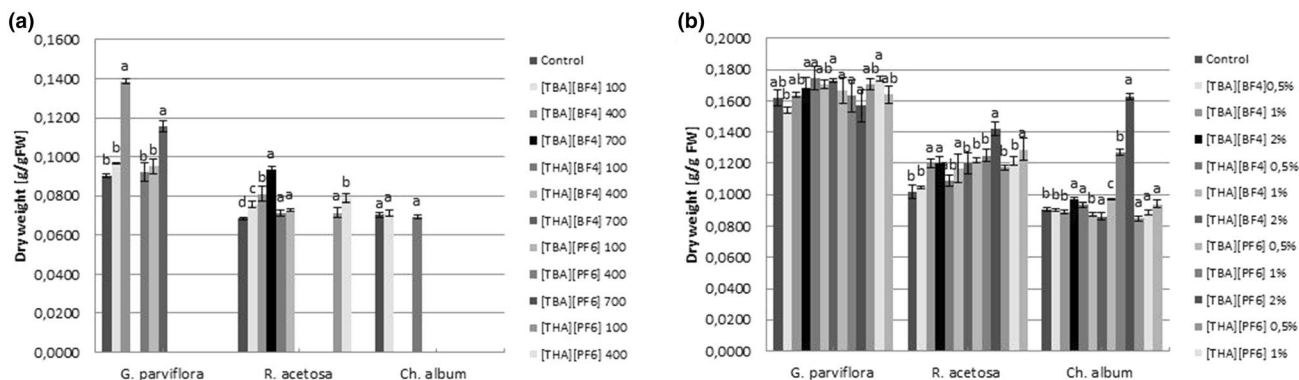 (a)
0,1600
0,1400
0,1200
0,1000
0,0800
0,0600
0,0400
0,0200
0,0000
Dry weight [g/gFW]
b b a b b a
d c b a a a a b
a a a
G. parviflora R. acetosa Ch. album
Control
[TBA][BF4] 100
[TBA][BF4] 400
[TBA][BF4] 700
[THA][BF4] 100
[THA][BF4] 400
[THA][BF4] 700
[TBA][PF6] 100
[TBA][PF6] 400
[TBA][PF6] 700
[THA][PF6] 100
[THA][PF6] 400
(b)
0,2000
0,1800
0,1600
0,1400
0,1200
0,1000
0,0800
0,0600
0,0400
0,0200
0,0000
Dry weight [g/g FW]
G. parviflora R. acetosa Ch. album
Control
[TBA][BF4]0,5%
[TBA][BF4] 1%
[TBA][BF4] 2%
[THA][BF4] 0,5%
[THA][BF4] 1%
[THA][BF4] 2%
[TBA][PF6] 0,5%
[TBA][PF6] 1%
[TBA][PF6] 2%
[THA][PF6] 0,5%
[THA][PF6] 1%